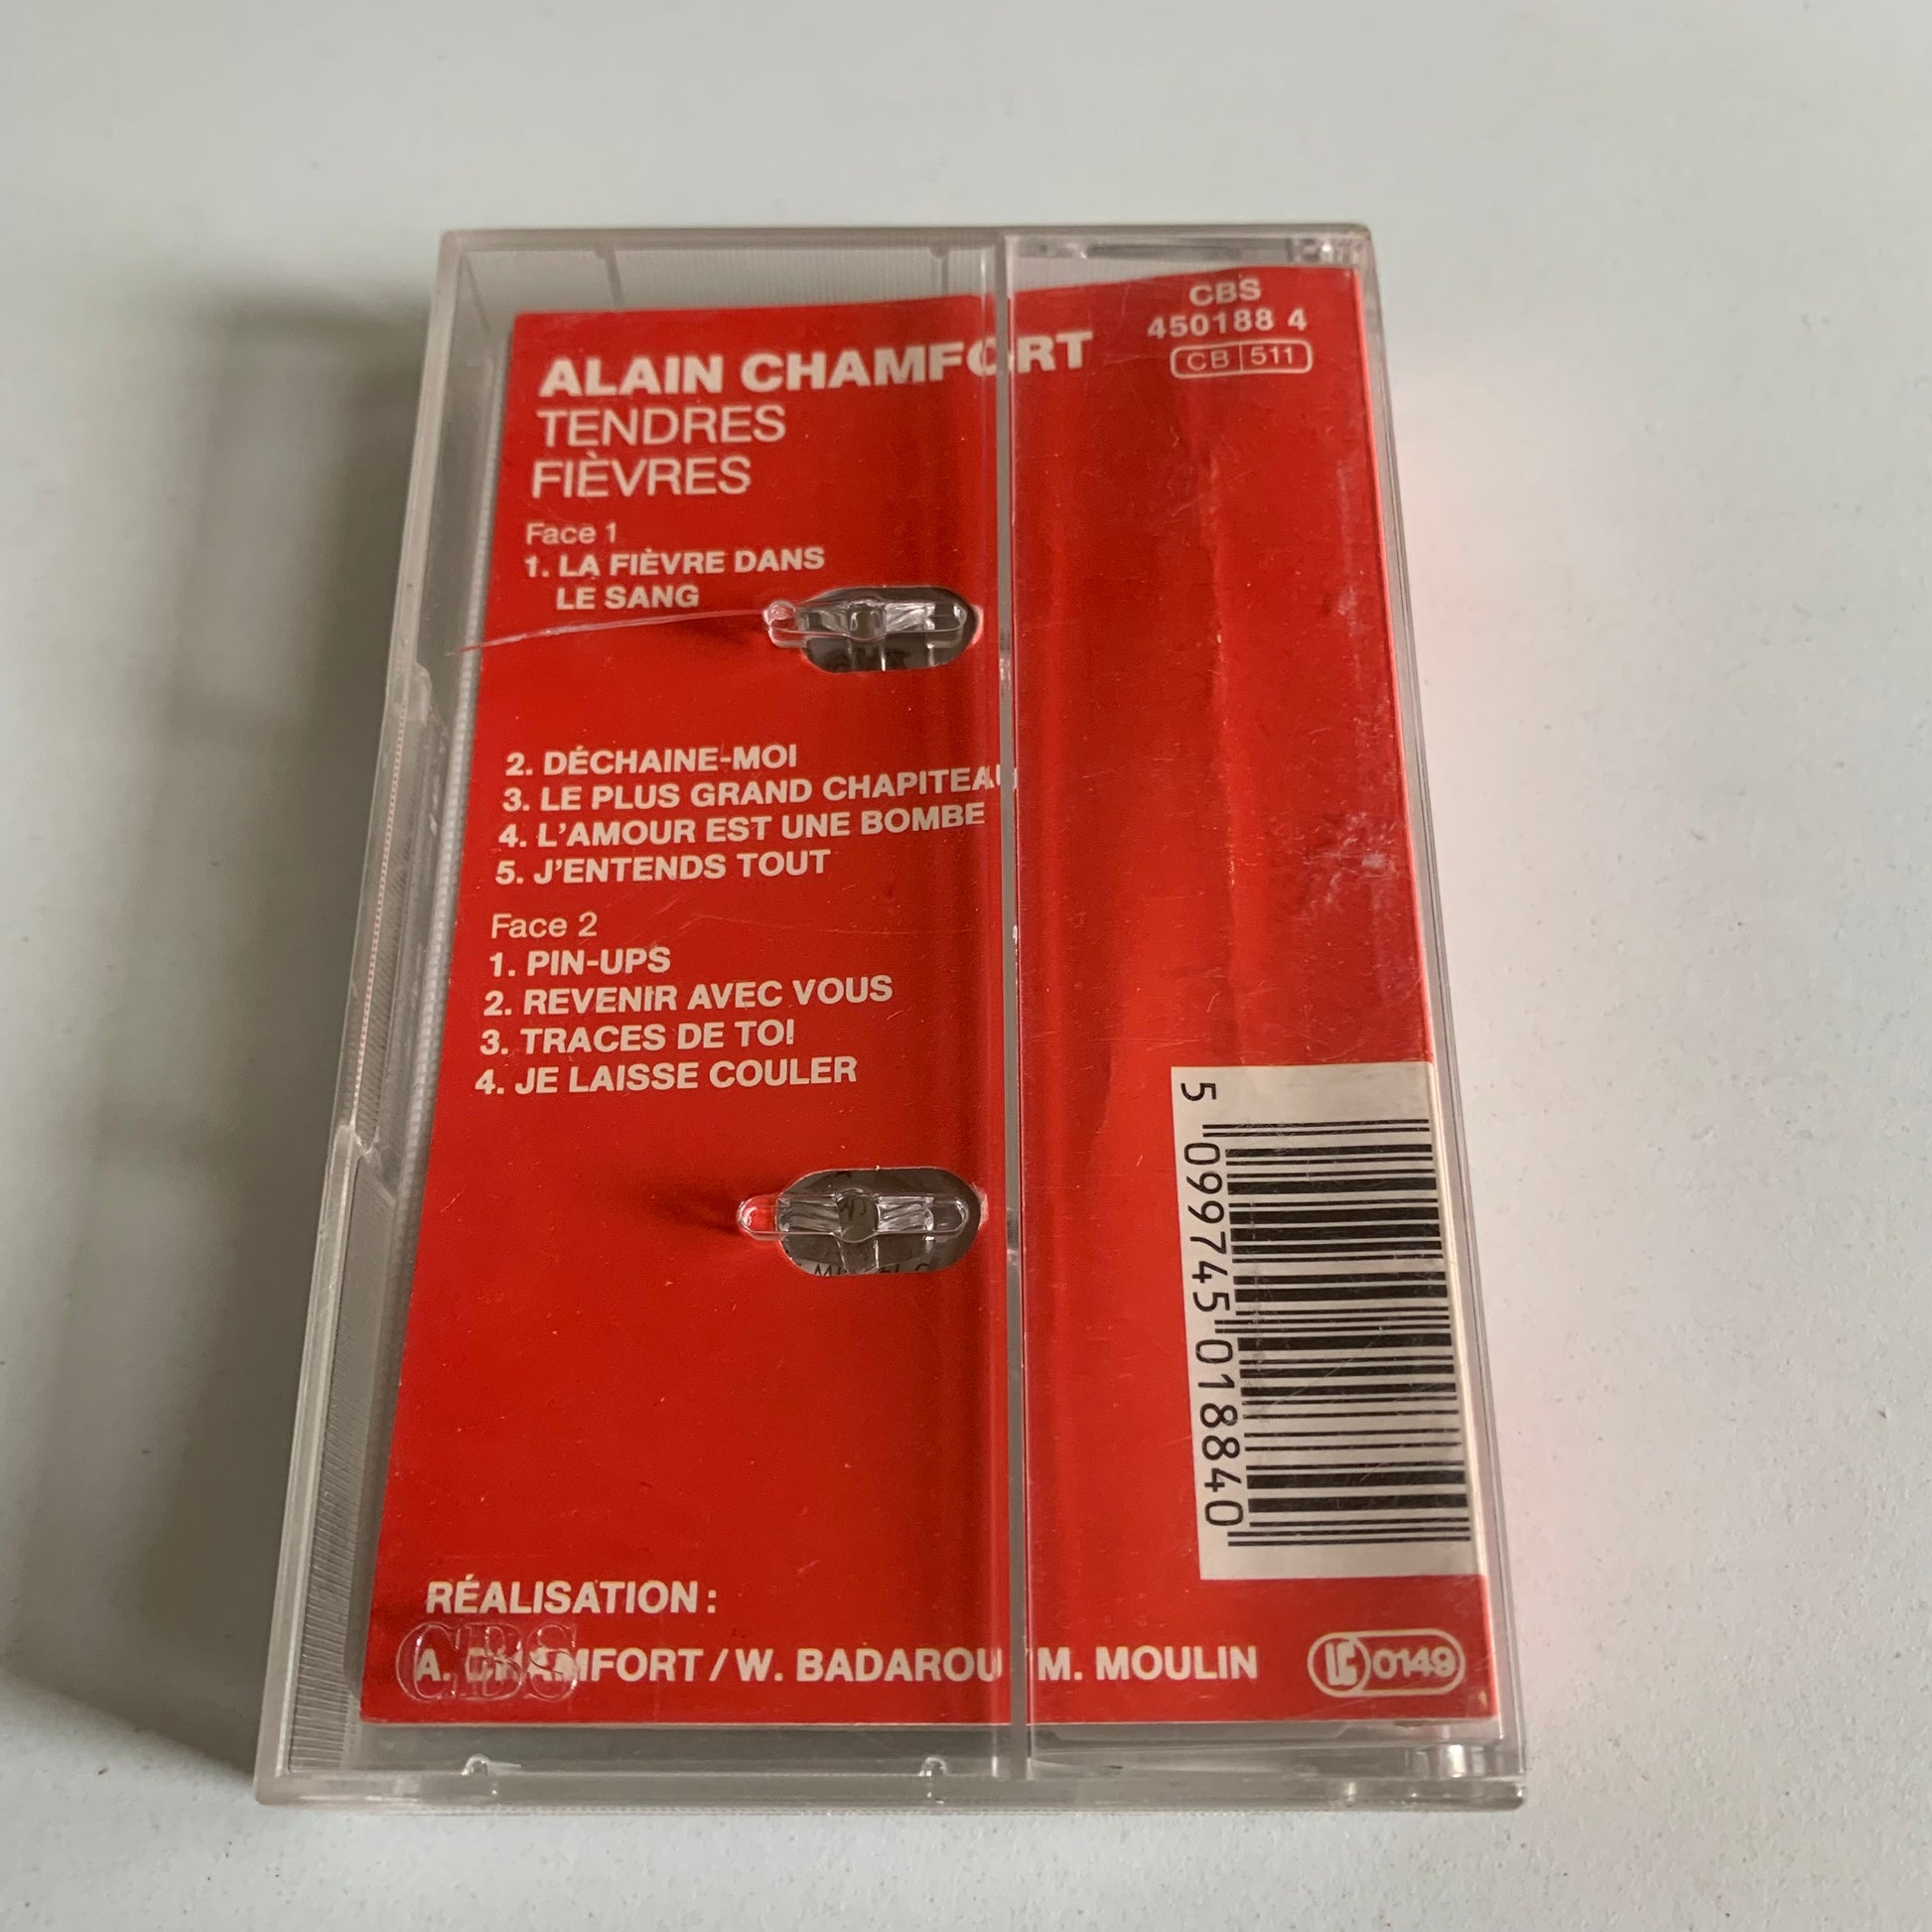 CBS
450188 4
CB 511
ALAIN CHAMFORT
TENDRES
FIÈVRES
Face 1
1. LA FIÈVRE DANS
LE SANG
2. DÉCHAINE-MOI
3. LE PLUS GRAND CHAPITEAU
4. L'AMOUR EST UNE BOMBE
5. J'ENTENDS TOUT
Face 2
1. PIN-UPS
2. REVENIR AVEC VOUS
3. TRACES DE TOI
4. JE LAISSE COULER
5 099745 018840
RÉALISATION :
A. CHAMFORT / W. BADAROU M. MOULIN
LC 0149
CBS